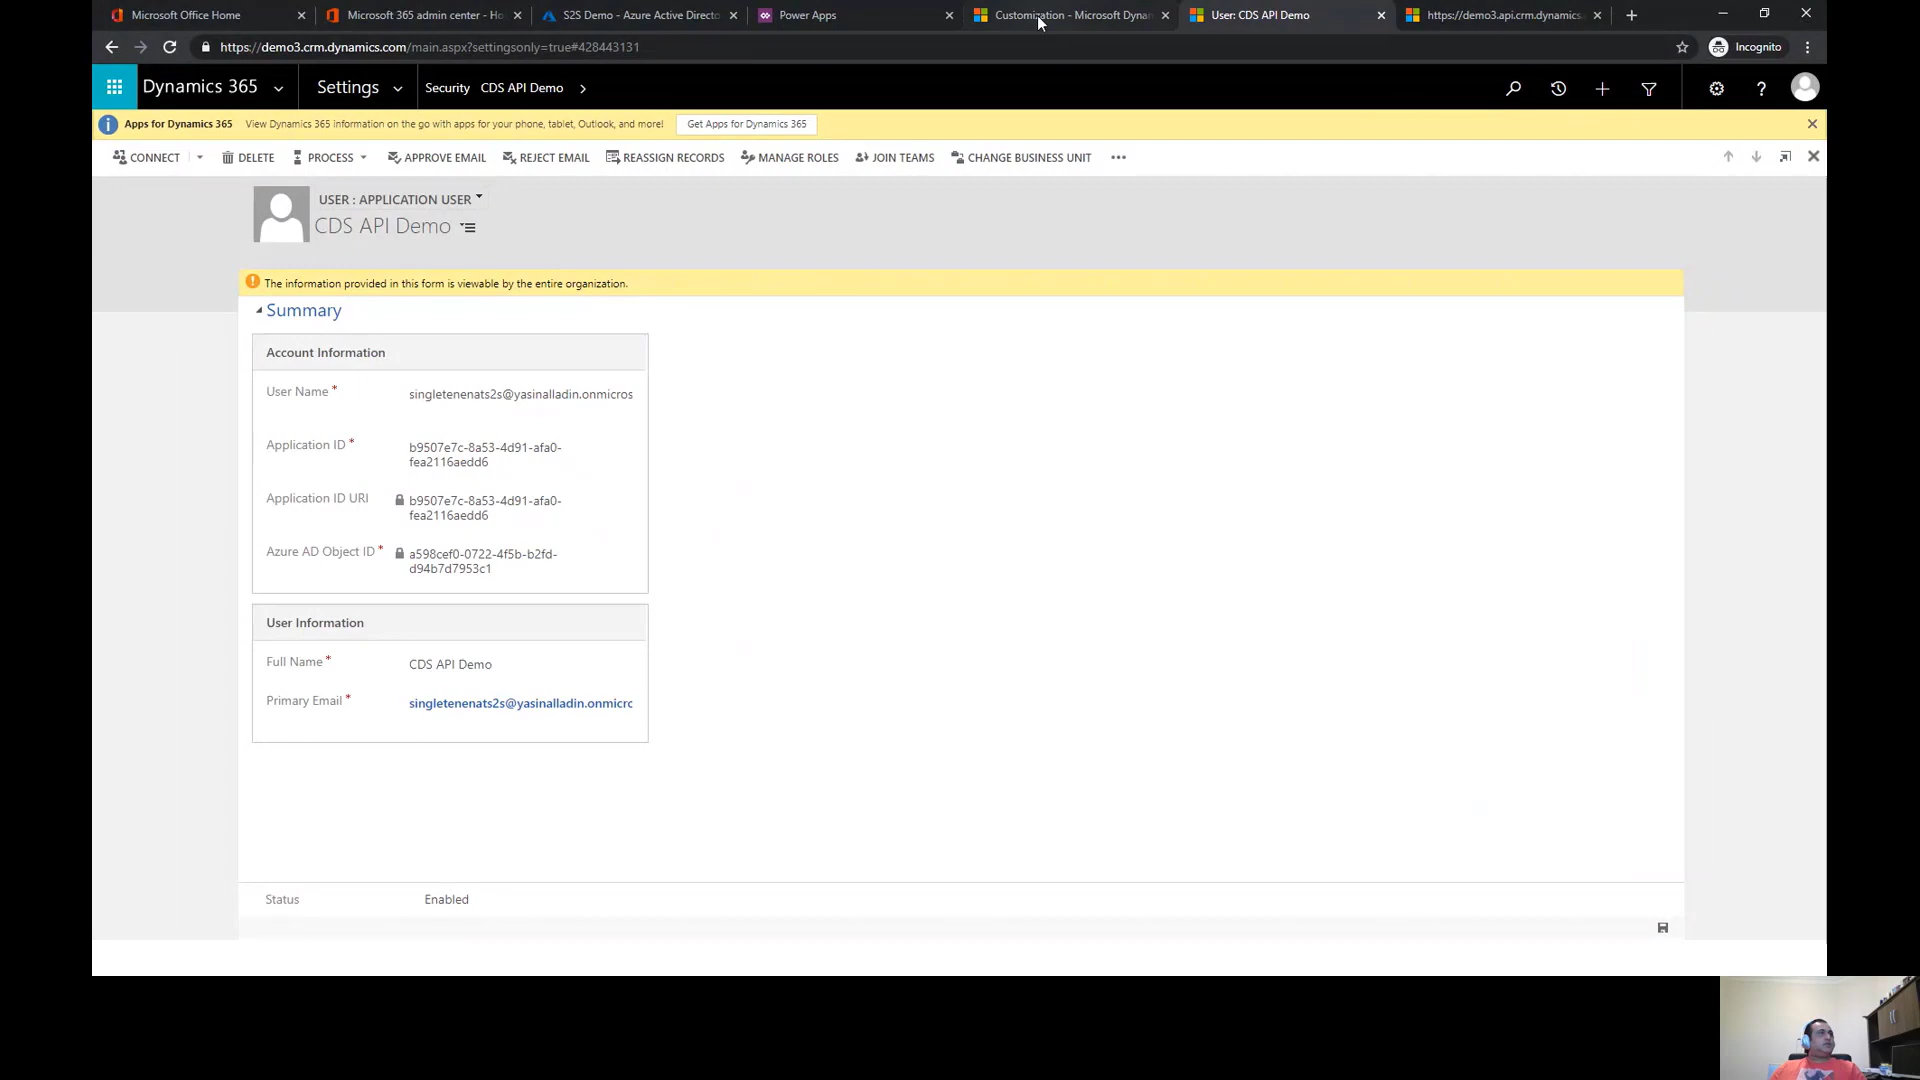 Microsoft Office Home
Microsoft 365 admin center - Ho
S2S Demo - Azure Active Directo
Power Apps
Customization - Microsoft Dynan
User: CDS API Demo
https://demo3.api.crm.dynamics.
https://demo3.crm.dynamics.com/main.aspx?settingsonly=true#428443131
Incognito
Dynamics 365
Settings
Security
CDS API Demo
Apps for Dynamics 365
View Dynamics 365 information on the go with apps for your phone, tablet, Outlook, and more!
Get Apps for Dynamics 365
CONNECT
DELETE
PROCESS
APPROVE EMAIL
REJECT EMAIL
REASSIGN RECORDS
MANAGE ROLES
JOIN TEAMS
CHANGE BUSINESS UNIT
USER : APPLICATION USER
CDS API Demo
The information provided in this form is viewable by the entire organization.
Summary
Account Information
User Name *
singletenenats2s@yasinalladin.onmicros
Application ID *
b9507e7c-8a53-4d91-afa0-
fea2116aedd6
Application ID URI
b9507e7c-8a53-4d91-afa0-
fea2116aedd6
Azure AD Object ID *
a598cef0-0722-4f5b-b2fd-
d94b7d7953c1
User Information
Full Name *
CDS API Demo
Primary Email *
singletenenats2s@yasinalladin.onmicrc
Status
Enabled